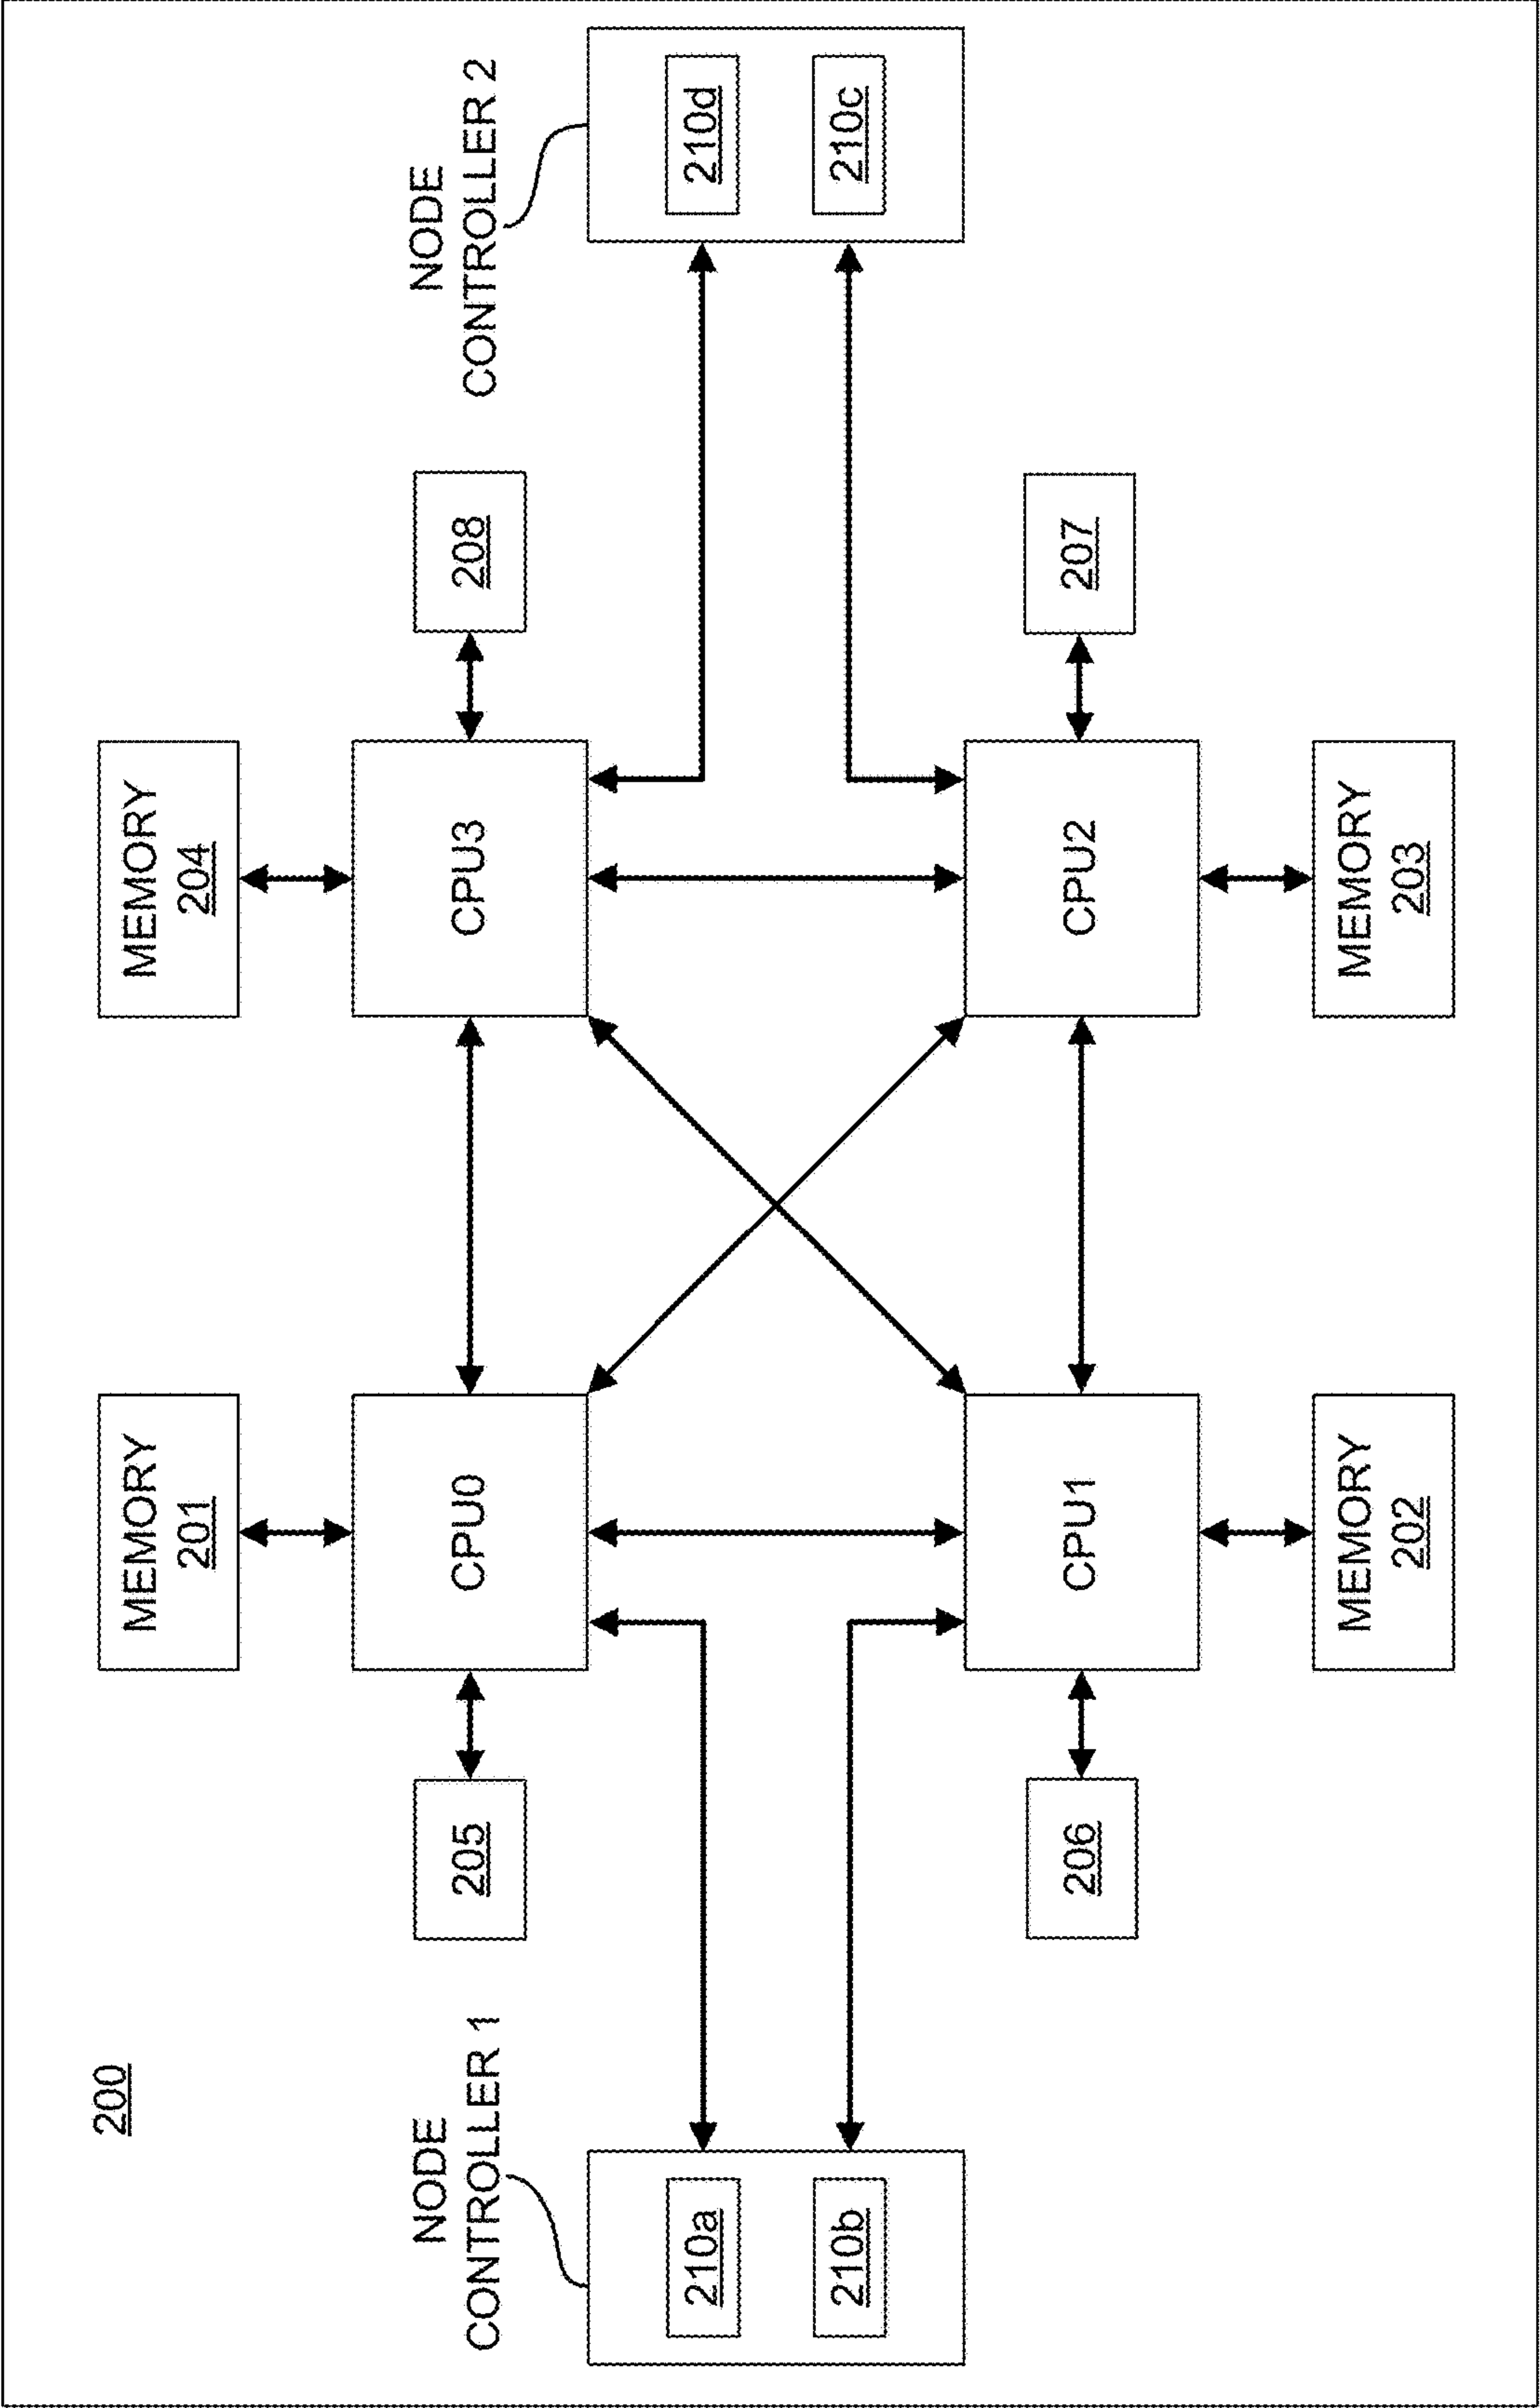 200
MEMORY
201
MEMORY
204
NODE
CONTROLLER 1
205
CPU0
CPU3
208
NODE
CONTROLLER 2
210a
210b
210d
210c
206
CPU1
CPU2
207
MEMORY
202
MEMORY
203